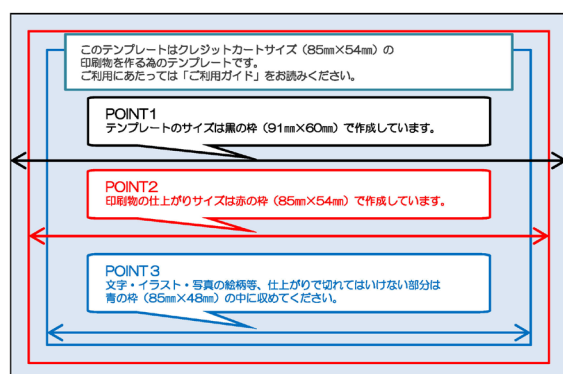 このテンプレートはクレジットカートサイズ（85㎜×54㎜）の
印刷物を作る為のテンプレートです。
ご利用にあたっては「ご利用ガイド」をお読みください。
POINT1
テンプレートのサイズは黒の枠（91㎜×60㎜）で作成しています。
POINT2
印刷物の仕上がりサイズは赤の枠（85㎜×54㎜）で作成しています。
POINT3
文字・イラスト・写真の絵柄等、仕上がりで切れてはいけない部分は
青の枠（85㎜×48㎜）の中に収めてください。